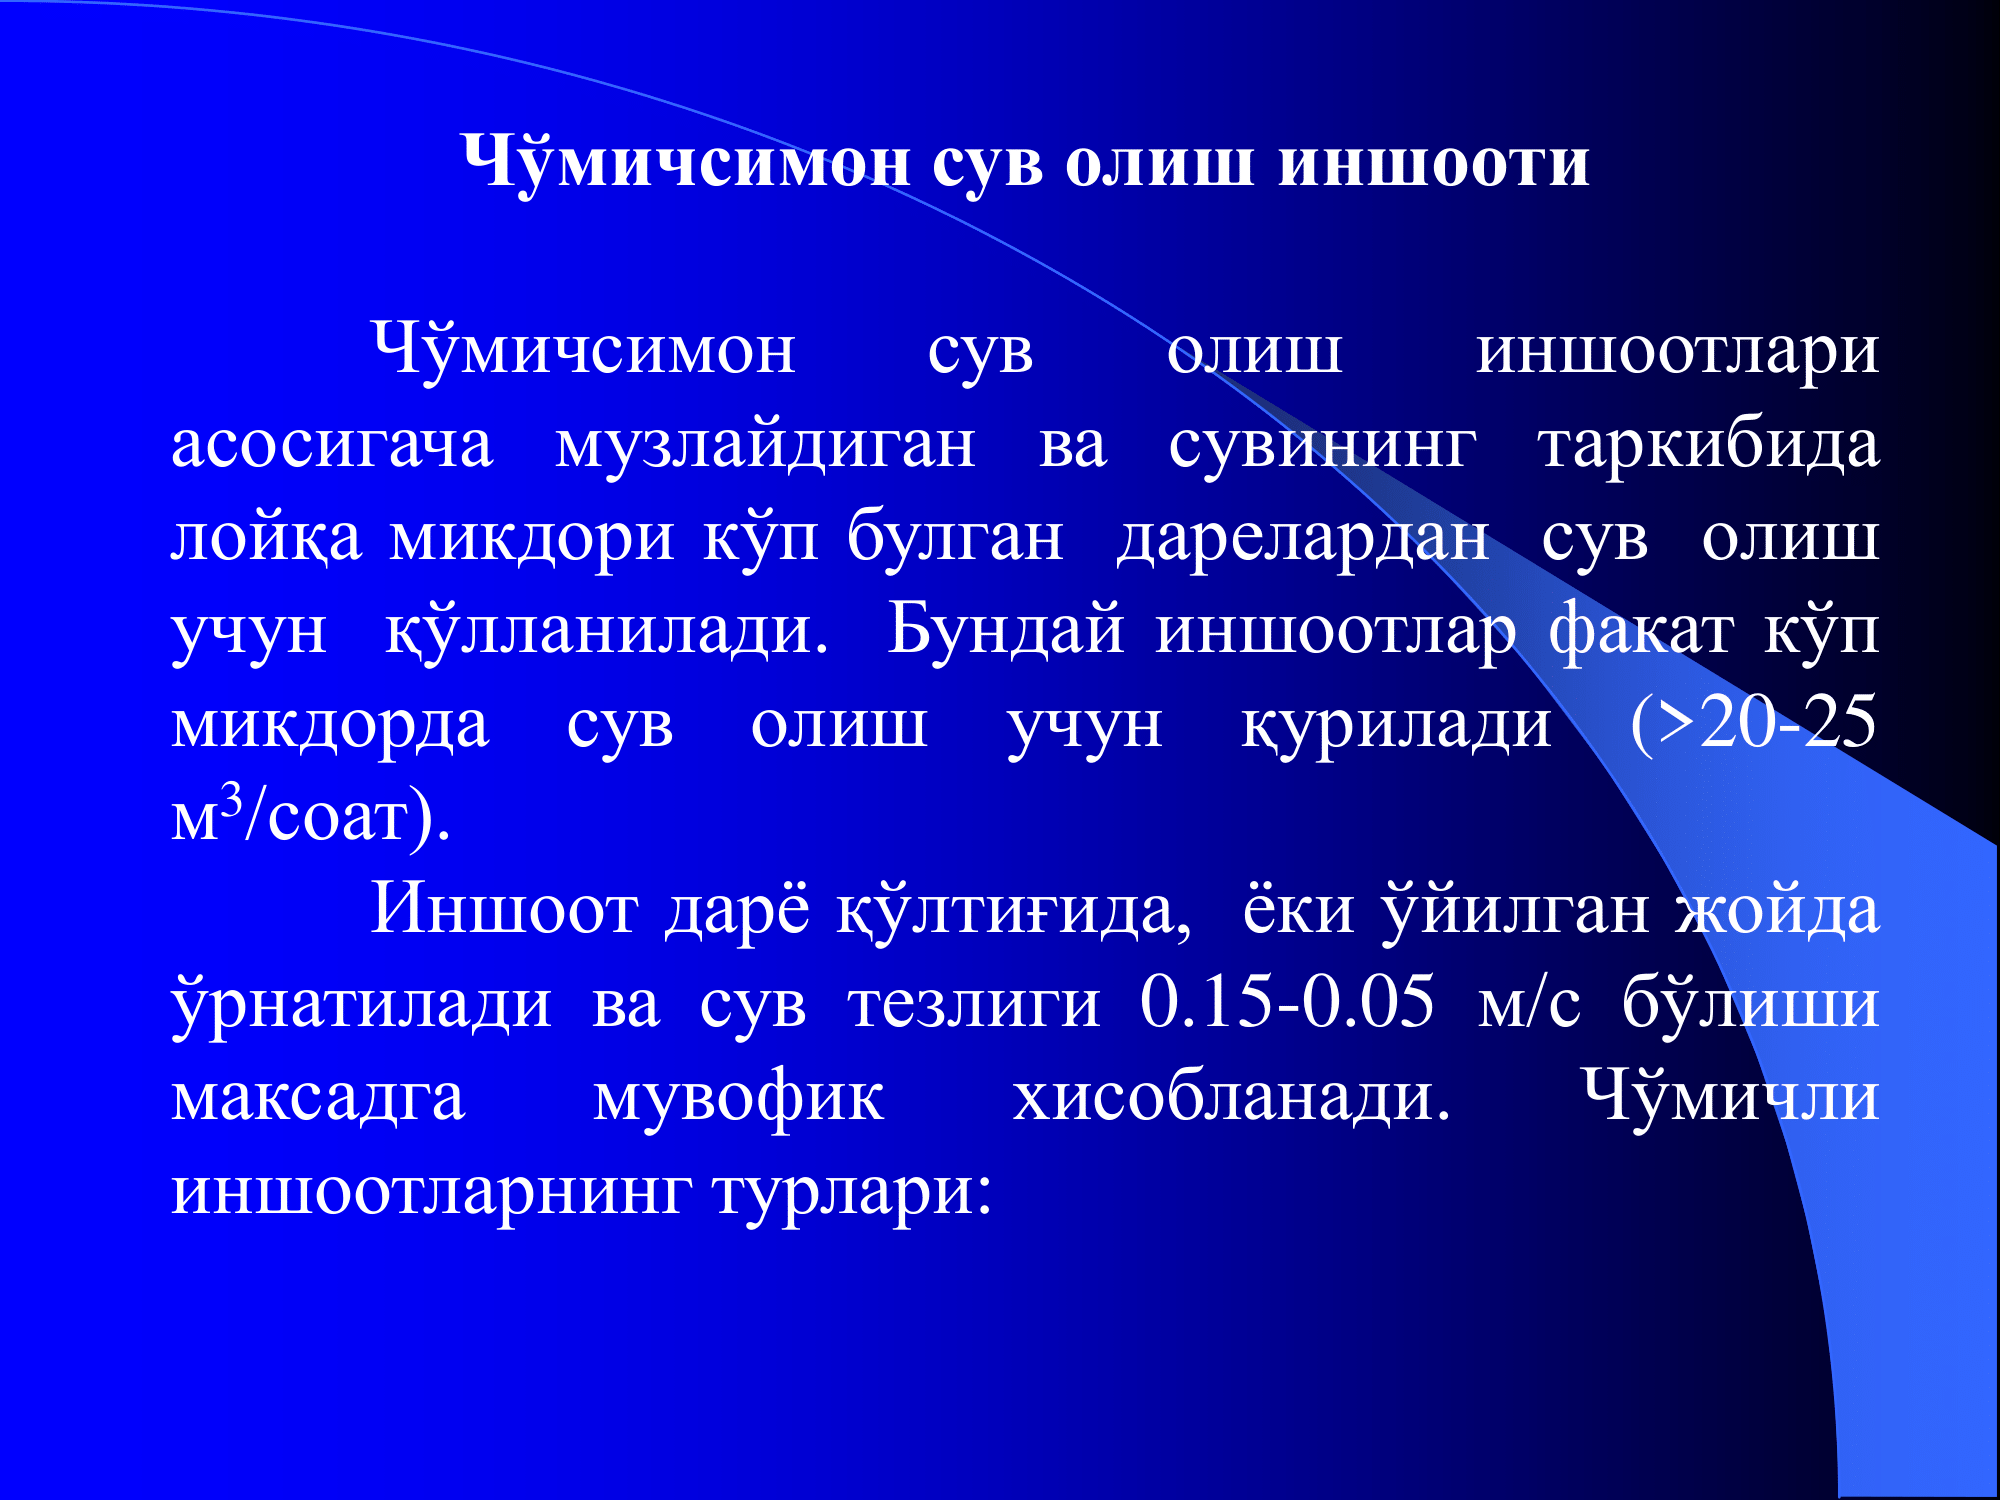 Чўмичсимон сув олиш иншооти
Чўмичсимон сув олиш иншоотлари
асосигача музлайдиган ва сувининг таркибида
лойқа микдори кўп булган дарелардан сув олиш
учун қўлланилади. Бундай иншоотлар факат кўп
микдорда сув олиш учун қурилади (>20-25
м³/соат).
Иншоот дарё қўлтиғида, ёки ўйилган жойда
ўрнатилади ва сув тезлиги 0.15-0.05 м/с бўлиши
максадга мувофик хисобланади. Чўмичли
иншоотларнинг турлари: